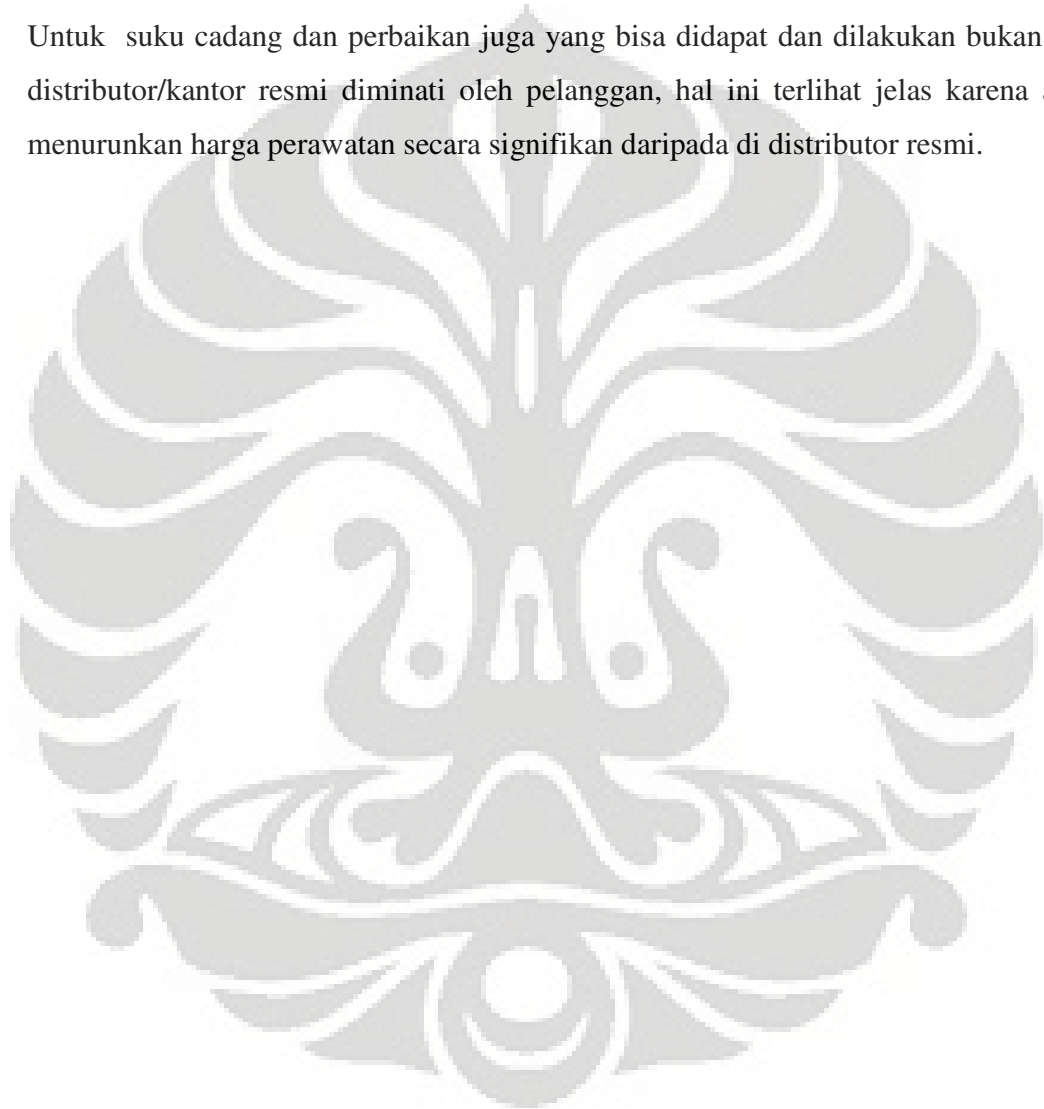 Untuk suku cadang dan perbaikan juga yang bisa didapat dan dilakukan bukan
distributor/kantor resmi diminati oleh pelanggan, hal ini terlihat jelas karena
menurunkan harga perawatan secara signifikan daripada di distributor resmi.